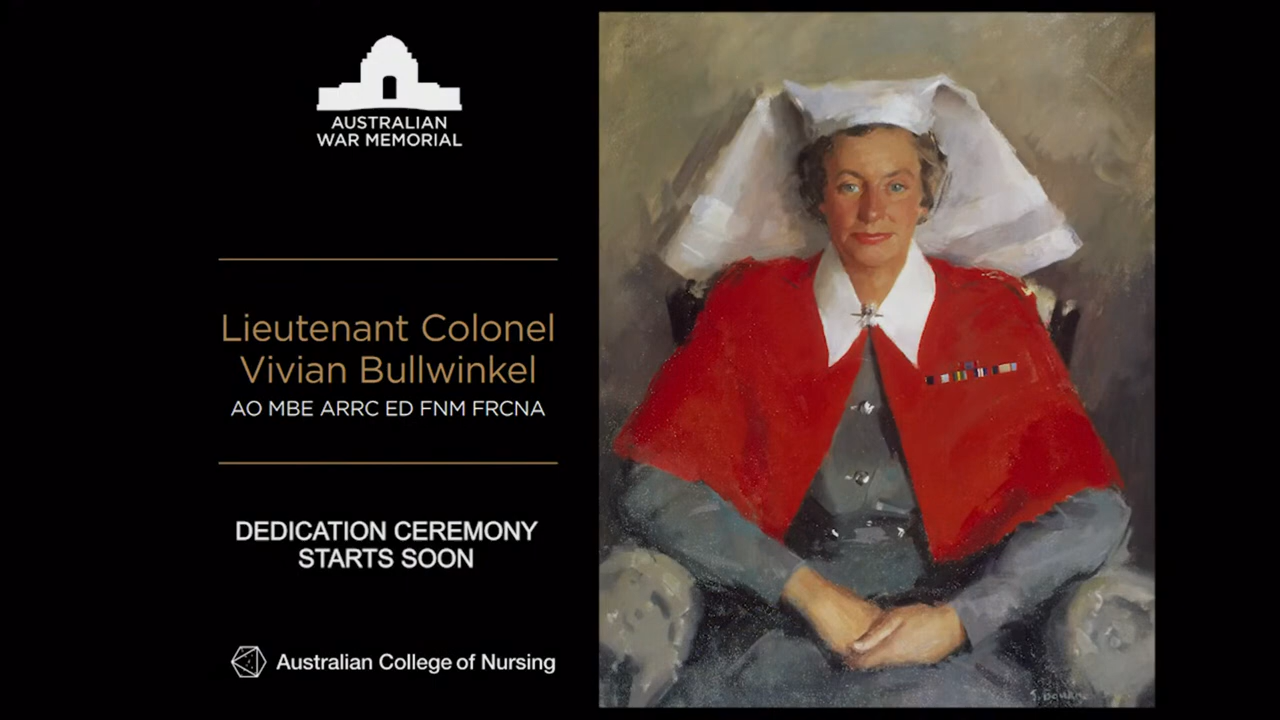 AUSTRALIAN
WAR MEMORIAL
Lieutenant Colonel
Vivian Bullwinkel
AO MBE ARRC ED FNM FRCNA
DEDICATION CEREMONY
STARTS SOON
Australian College of Nursing